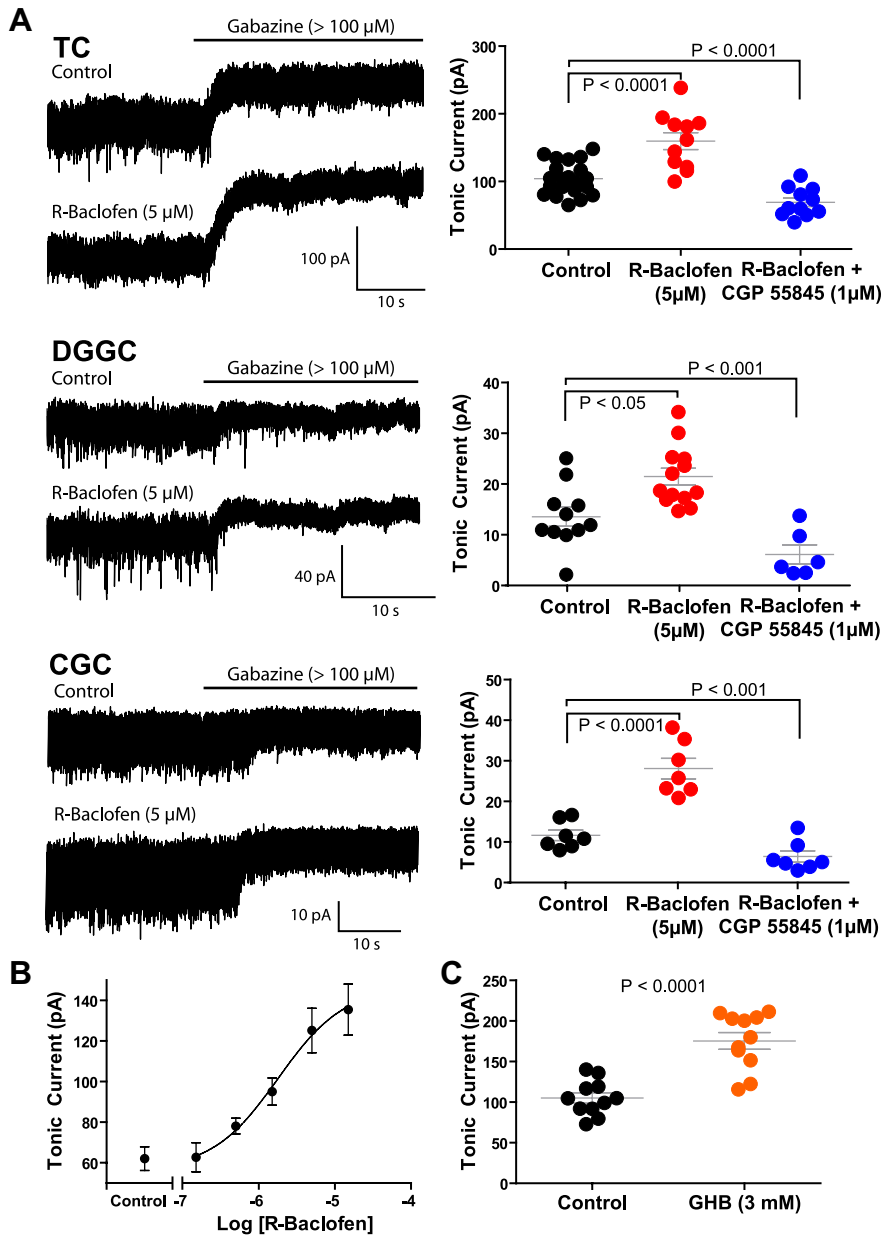 A
TC
Control
Gabazine (> 100 µM)
R-Baclofen (5 µM)
100 pA
10 s
Tonic Current (pA)
300
200
100
0
P < 0.0001
P < 0.0001
Control
R-Baclofen
(5µM)
R-Baclofen +
CGP 55845 (1µM)
DGGC
Control
Gabazine (> 100 µM)
R-Baclofen (5 µM)
40 pA
10 s
Tonic Current (pA)
40
30
20
10
0
P < 0.001
P < 0.05
Control
R-Baclofen
(5µM)
R-Baclofen +
CGP 55845 (1µM)
CGC
Control
Gabazine (> 100 µM)
R-Baclofen (5 µM)
10 pA
10 s
Tonic Current (pA)
50
40
30
20
10
0
P < 0.001
P < 0.0001
Control
R-Baclofen
(5µM)
R-Baclofen +
CGP 55845 (1µM)
B
Tonic Current (pA)
140
120
100
80
60
Control -7 -6 -5 -4
Log [R-Baclofen]
C
Tonic Current (pA)
250
200
150
100
50
0
P < 0.0001
Control
GHB (3 mM)